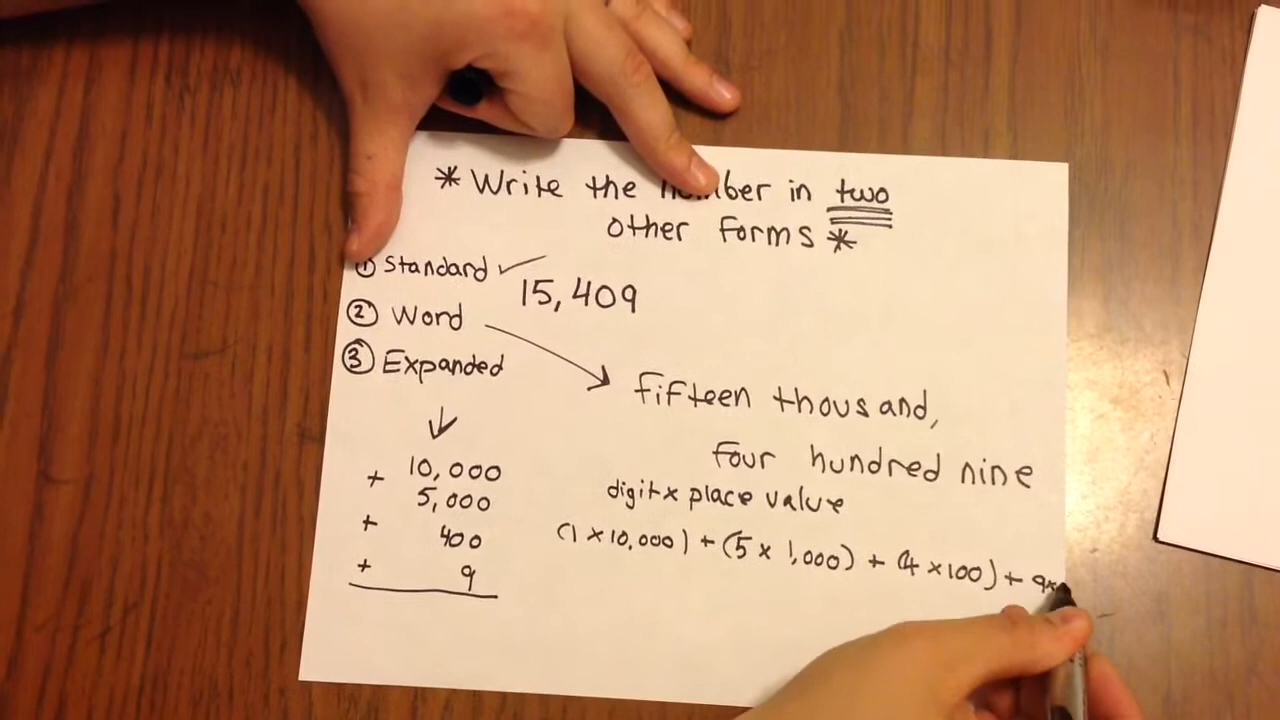 * Write the number in two
other forms *
① Standard ✓
15,409
② Word
③ Expanded
fifteen thousand,
four hundred nine
10,000
+ 5,000
+ 400
+ 9
digit x place value
(1 x 10,000) + (5 x 1,000) + (4 x 100) + 9x